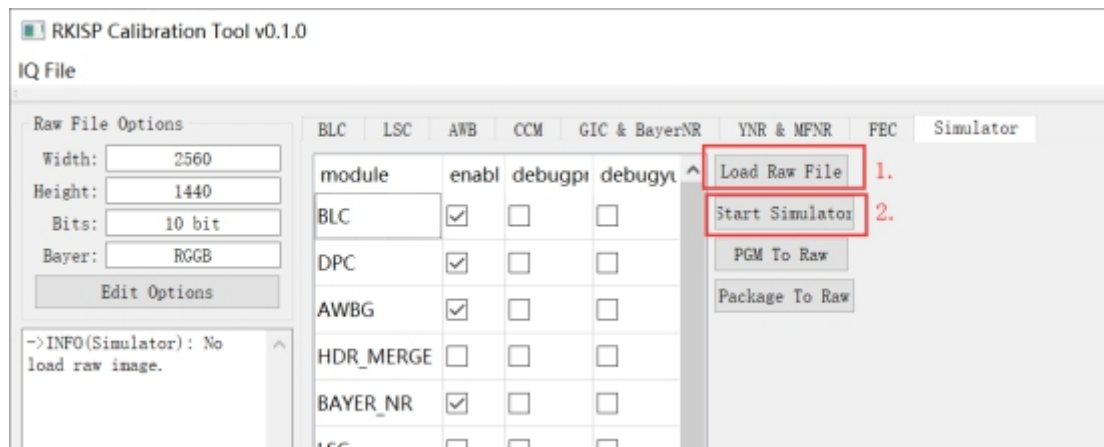 RKISP Calibration Tool v0.1.0
IQ File
Raw File Options
Width: 2560
Height: 1440
Bits: 10 bit
Bayer: RGGB
Edit Options
->INFO(Simulator): No
load raw image.
BLC LSC AWB CCM GIC & BayerNR YNR & MFNR FEC Simulator
module enabl debugpr debugyu
BLC
DPC
AWBG
HDR_MERGE
BAYER_NR
LSC
Load Raw File 1.
Start Simulator 2.
PGM To Raw
Package To Raw